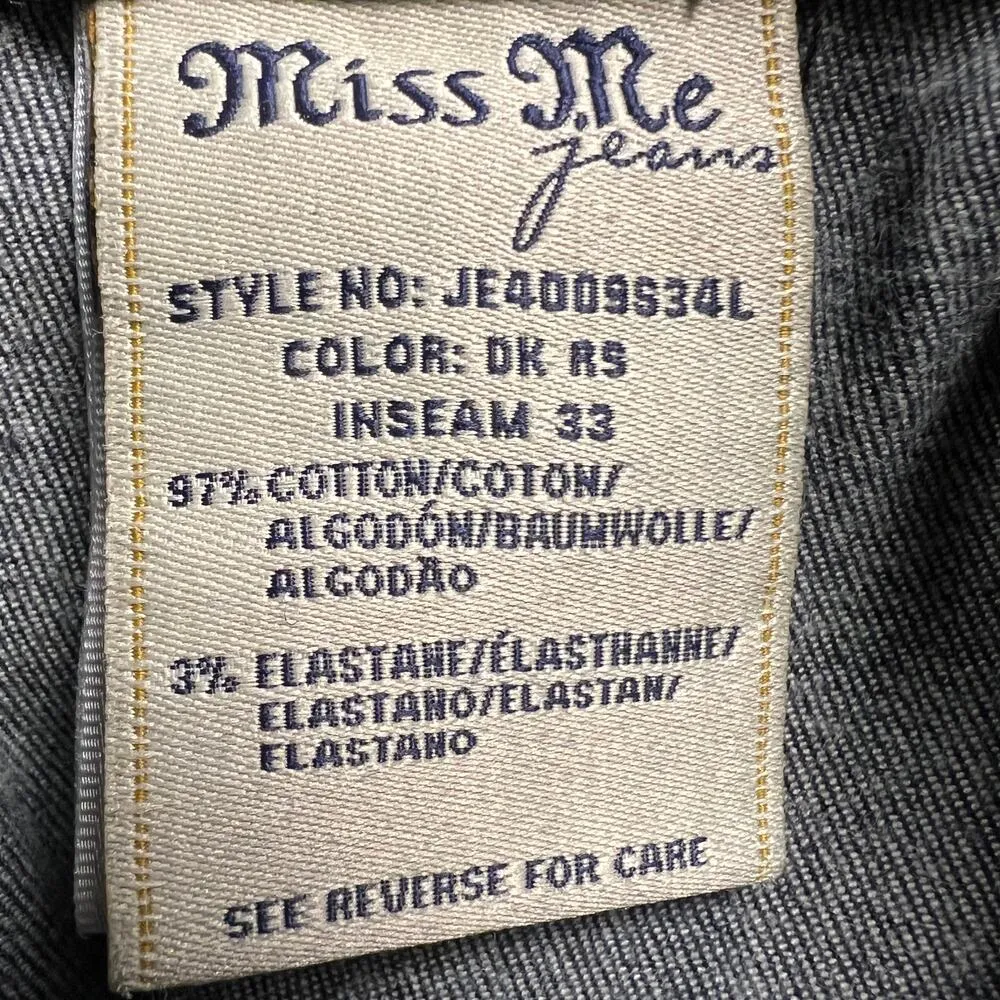 Miss Me
jeans
STYLE NO: JE4009S34L
COLOR: DK RS
INSEAM 33
97% COTTON/COTON/
ALGODÓN/BAUMWOLLE/
ALGODÃO
3% ELASTANE/ÉLASTHANNE/
ELASTANO/ELASTAN/
ELASTANO
SEE REVERSE FOR CARE